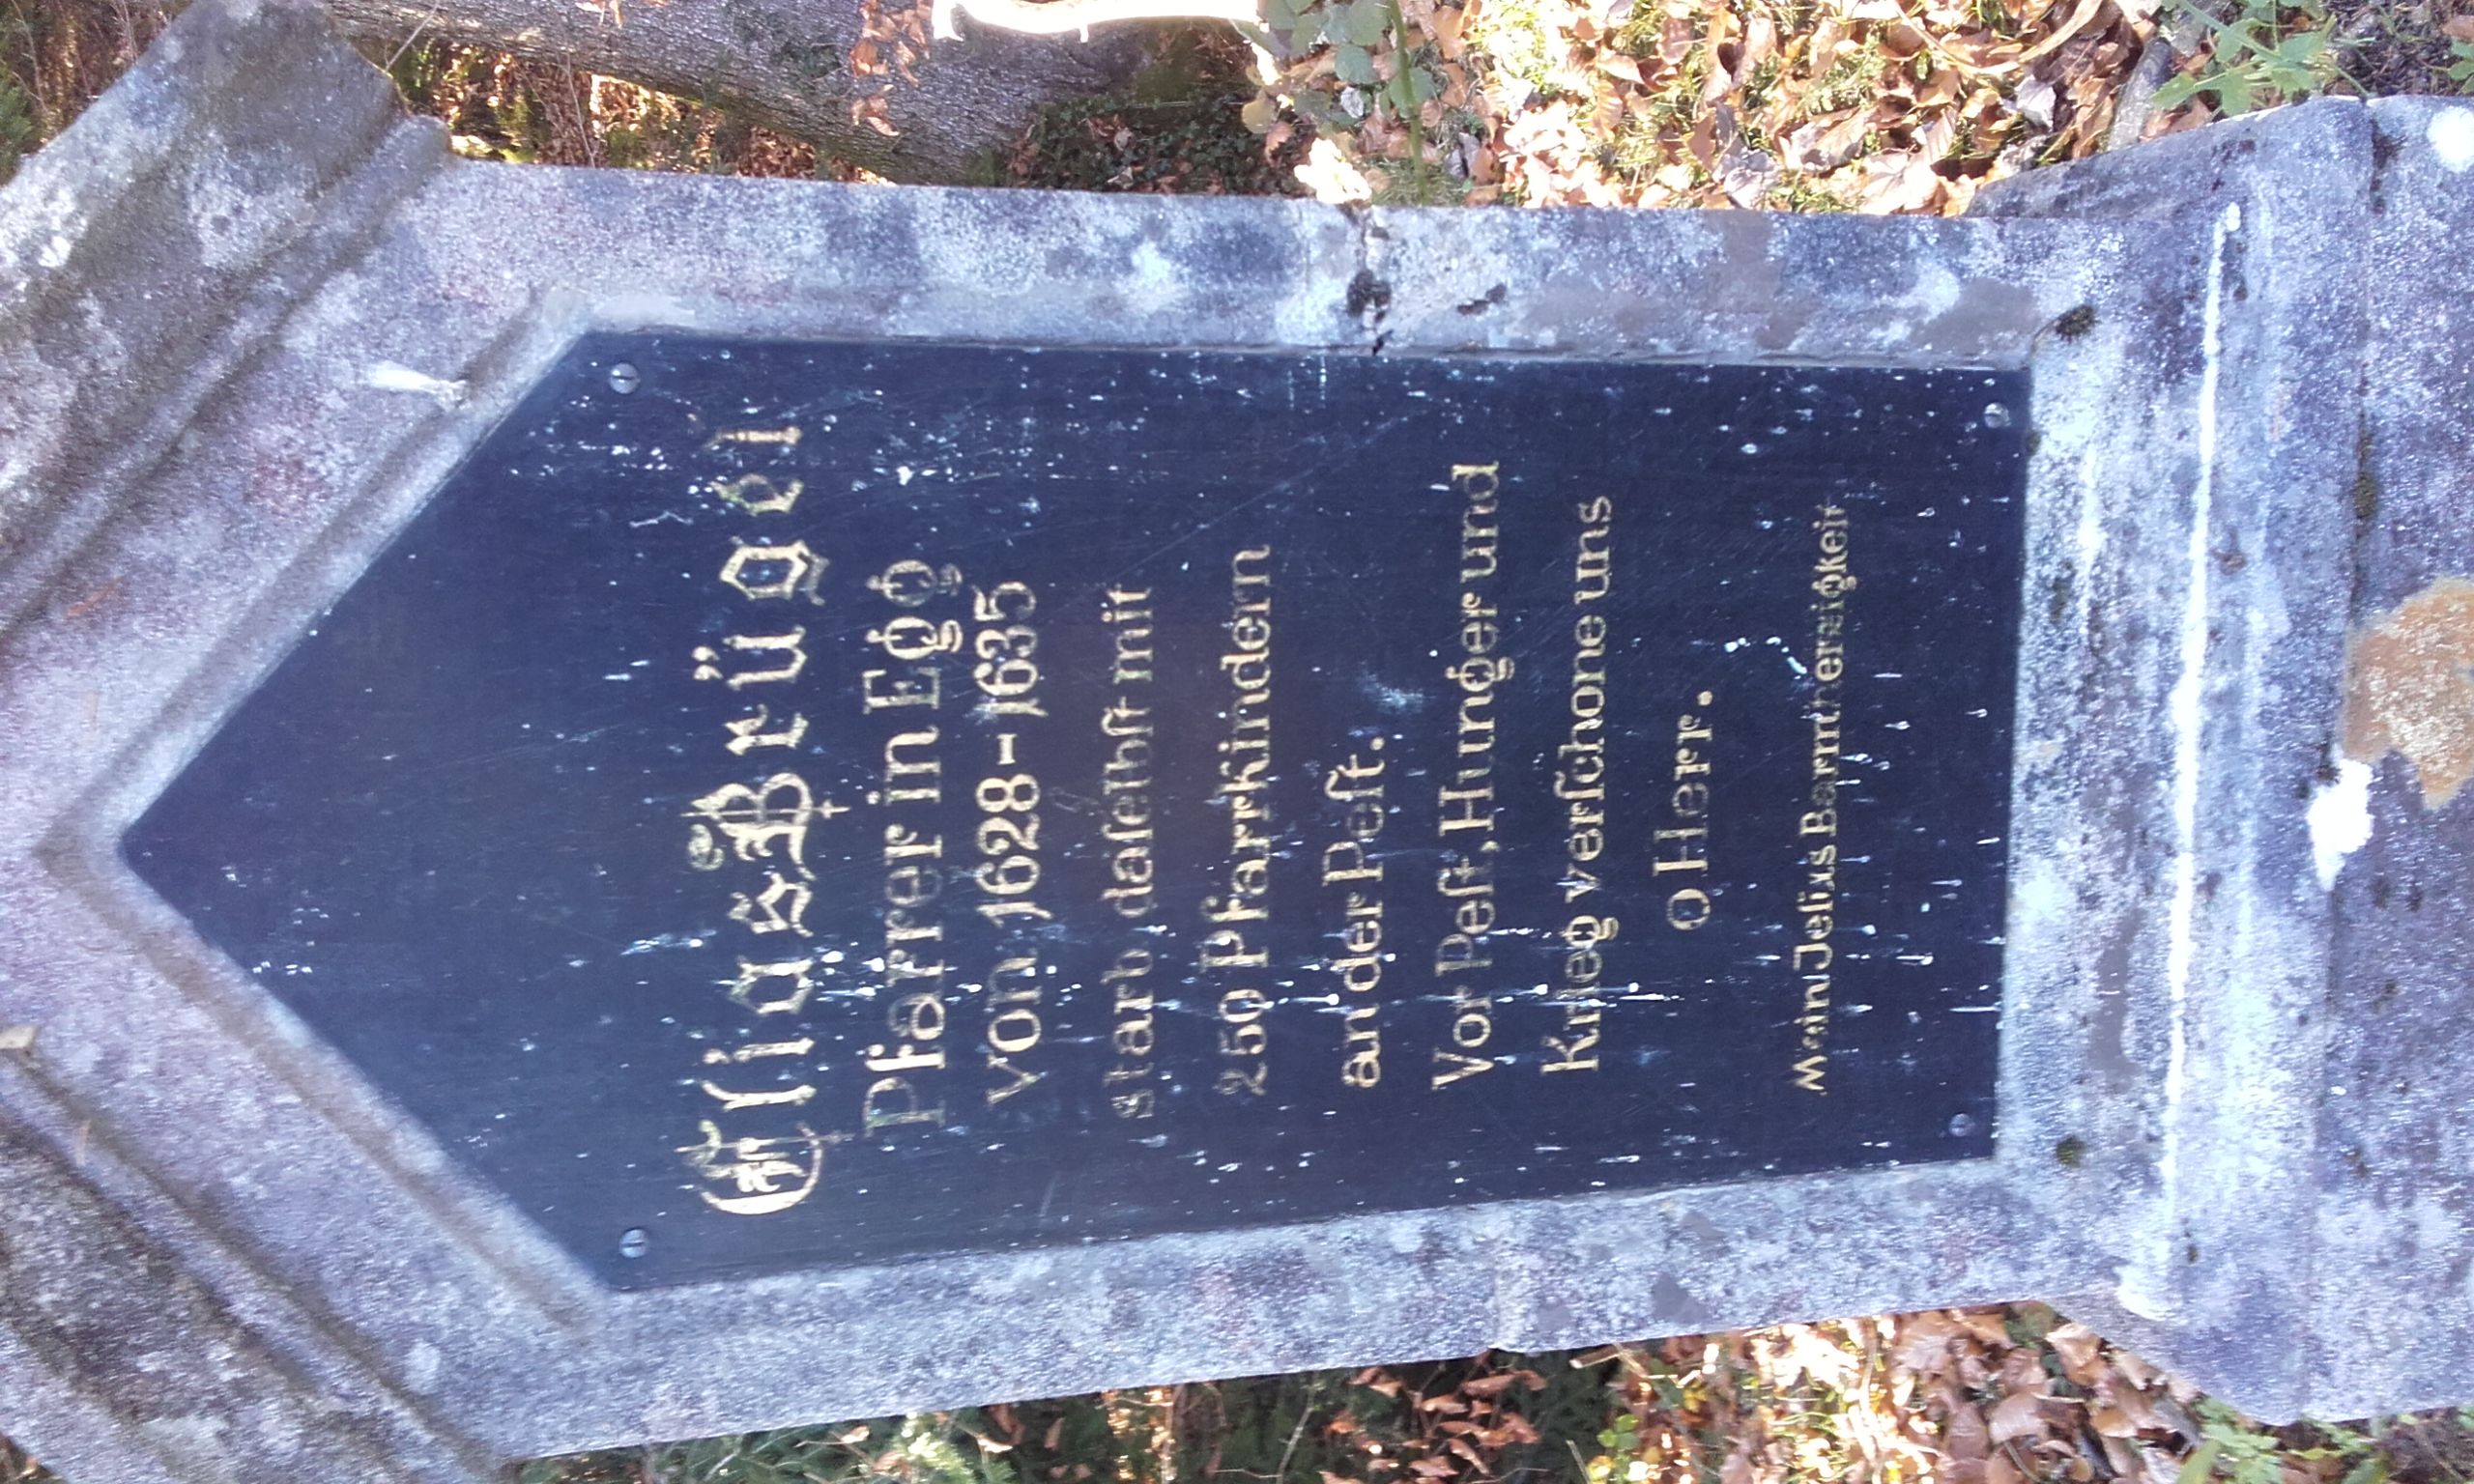 Elias Brügel
Pfarrer in Egg
von 1628-1635
starb daſelbſt mit
250 Pfarrkindern
an der Peſt.
Vor Peſt, Hunger und
Krieg verſchone uns
o Herr.
Mein Jeſus Barmherzigkeit